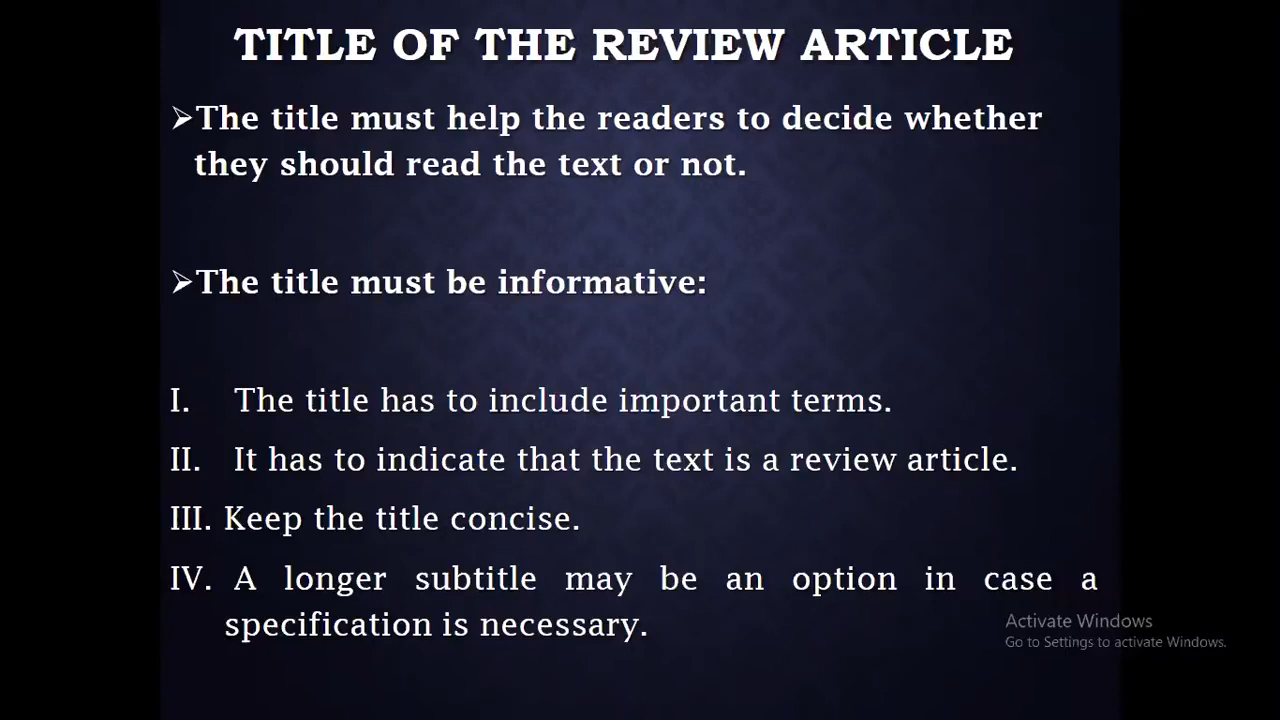 TITLE OF THE REVIEW ARTICLE
➢The title must help the readers to decide whether
they should read the text or not.
➢The title must be informative:
I. The title has to include important terms.
II. It has to indicate that the text is a review article.
III. Keep the title concise.
IV. A longer subtitle may be an option in case a
specification is necessary.
Activate Windows
Go to Settings to activate Windows.